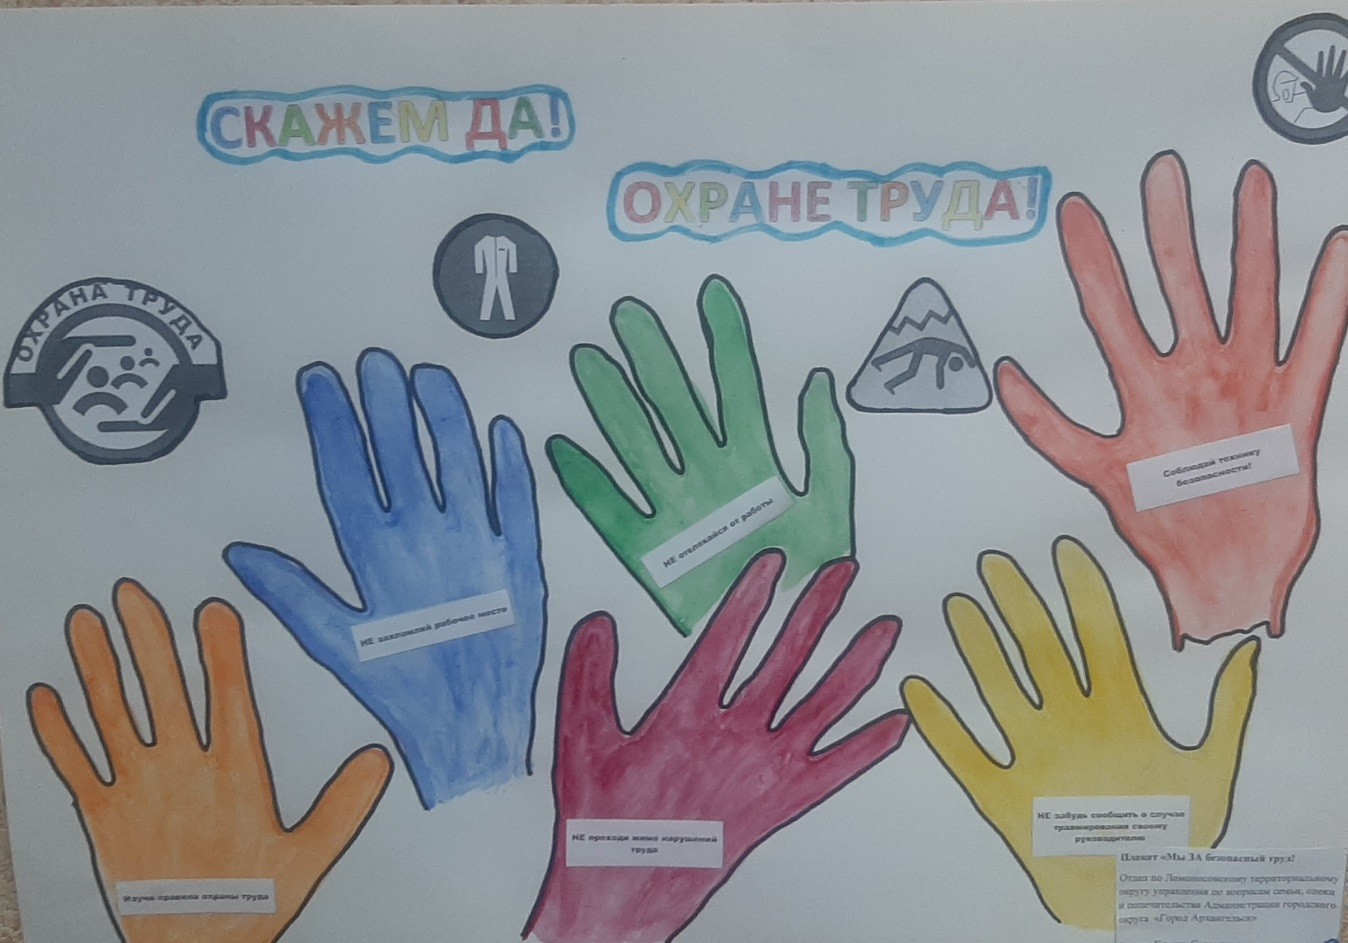 СКАЖЕМ ДА!
ОХРАНЕ ТРУДА!
ОХРАНА ТРУДА
НЕ отвлекайся от работы
Соблюдай технику
безопасности!
НЕ захламляй рабочее место
Изучи правила охраны труда
НЕ проходи мимо нарушений
труда
НЕ забудь сообщить о случае
травмирования своему
руководителю
Плакат «Мы ЗА безопасный труд!
Отдел по Ломоносовскому территориальному
округу управления по вопросам семьи, опеки
и попечительства Администрации городского
округа «Город Архангельск»